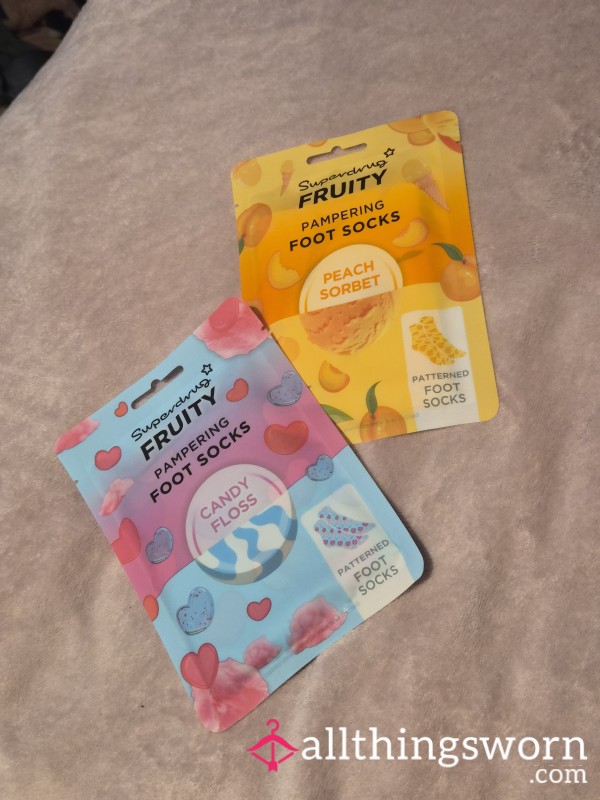 Superdrug
FRUITY
PAMPERING
FOOT SOCKS
PEACH
SORBET
PATTERNED
FOOT
SOCKS
Superdrug
FRUITY
PAMPERING
FOOT SOCKS
CANDY
FLOSS
PATTERNED
FOOT
SOCKS
allthingsworn
.com